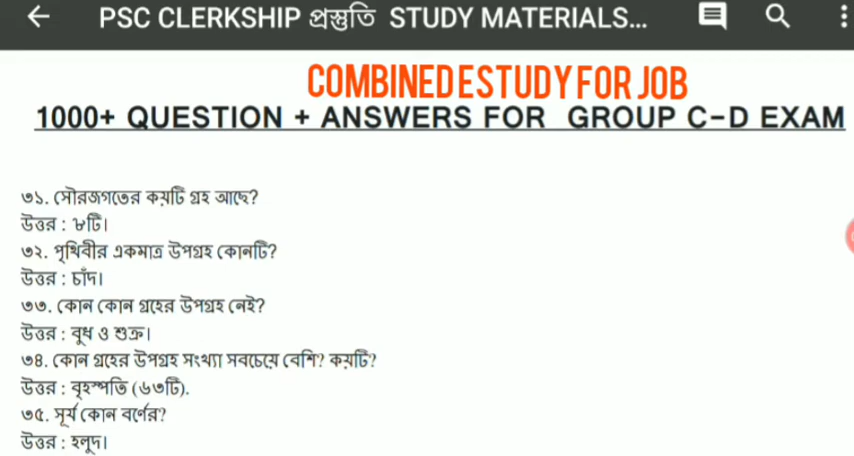 PSC CLERKSHIP প্রস্তুতি STUDY MATERIALS...
COMBINED STUDY FOR JOB
1000+ QUESTION + ANSWERS FOR GROUP C-D EXAM
৩১. সৌরজগতের কয়টি গ্রহ আছে?
উত্তর : ৮টি।
৩২. পৃথিবীর একমাত্র উপগ্রহ কোনটি?
উত্তর : চাঁদ।
৩৩. কোন কোন গ্রহের উপগ্রহ নেই?
উত্তর : বুধ ও শুক্র।
৩৪. কোন গ্রহের উপগ্রহ সংখ্যা সবচেয়ে বেশি? কয়টি?
উত্তর : বৃহস্পতি (৬৩টি).
৩৫. সূর্য কোন বর্ণের?
উত্তর : হলুদ।